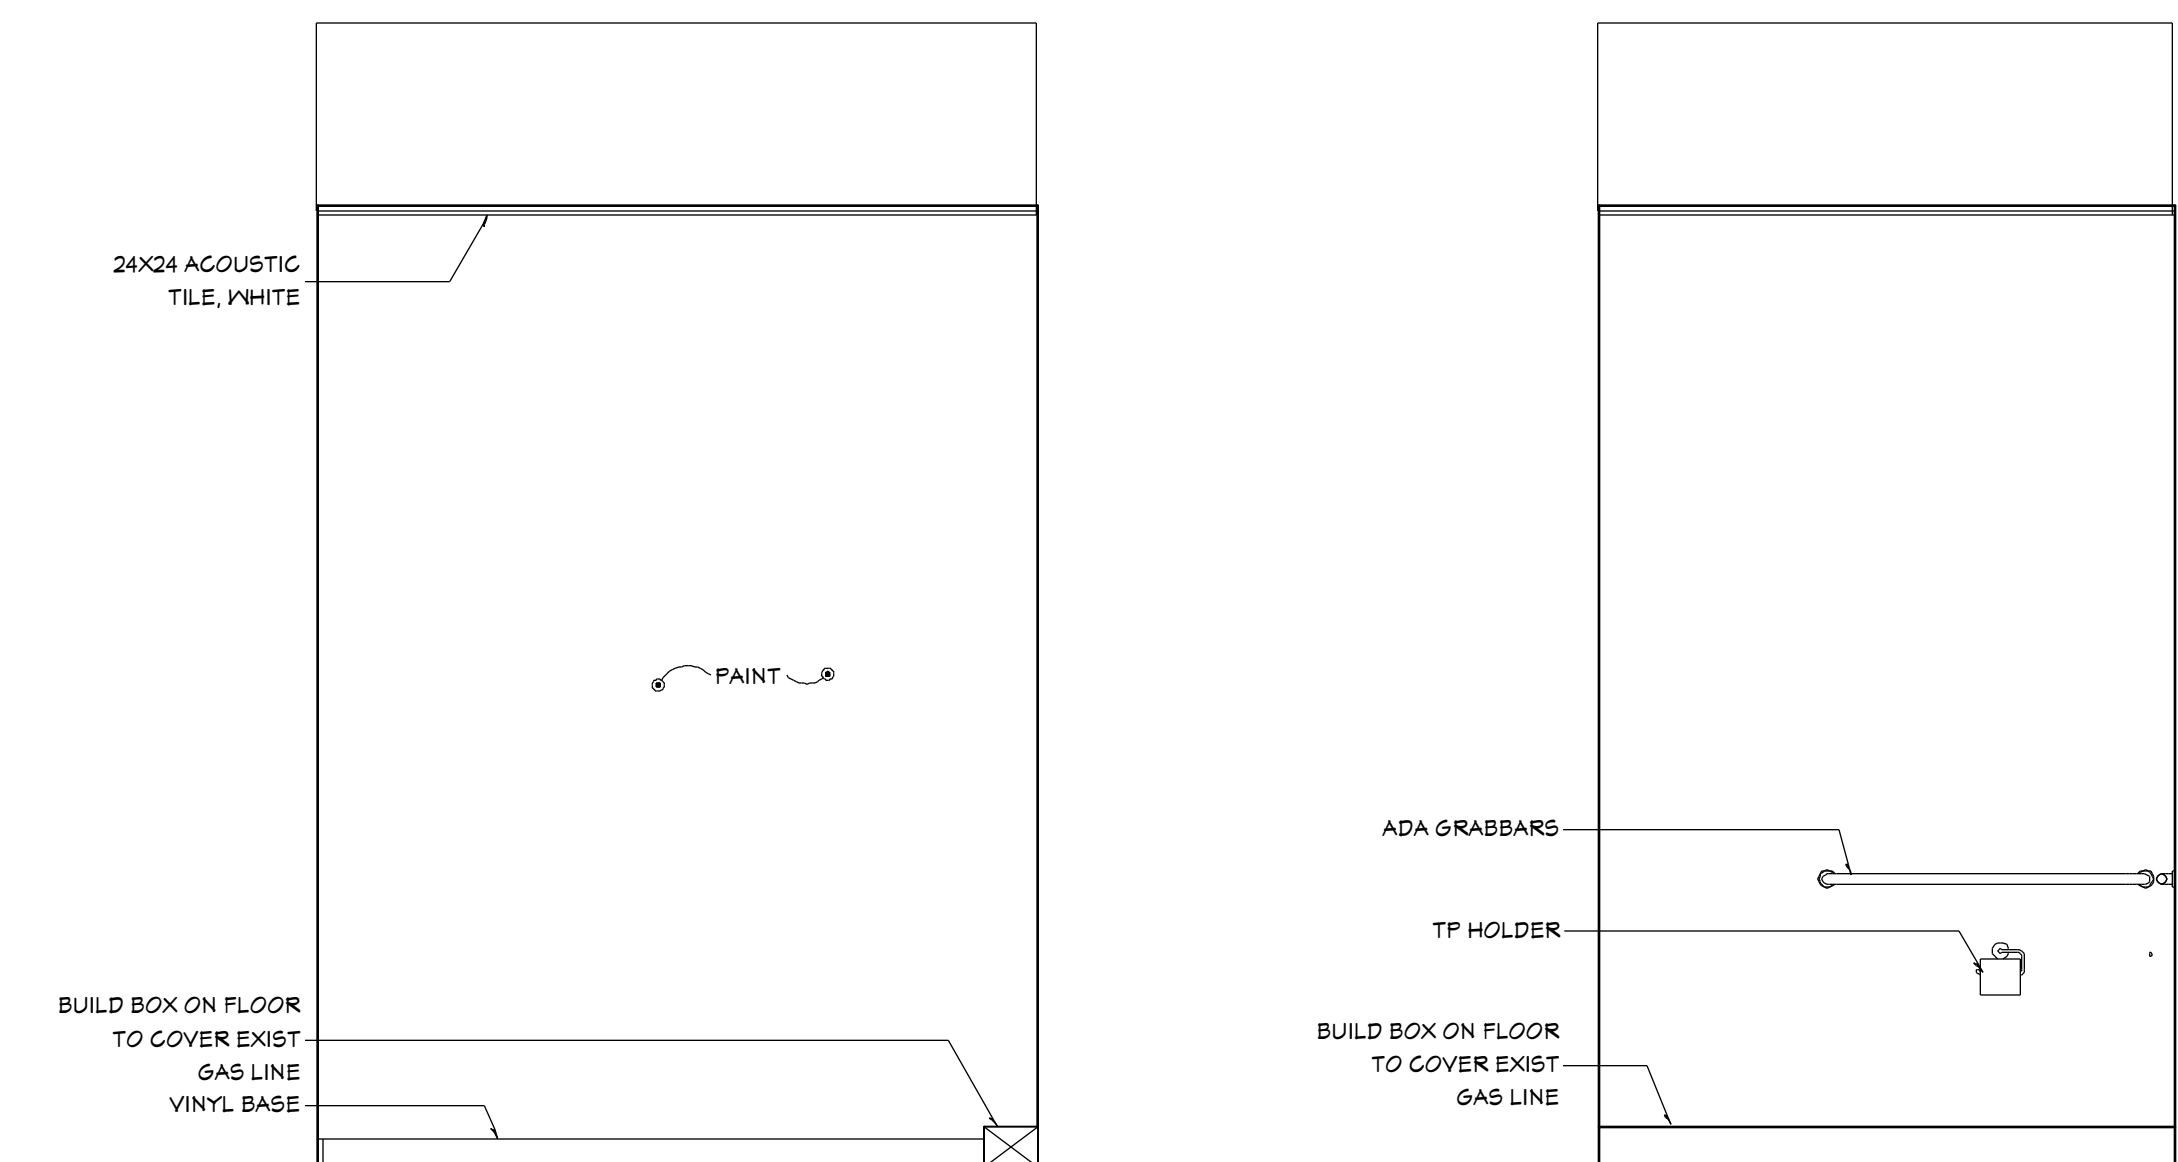 24X24 ACOUSTIC
TILE, WHITE
PAINT
BUILD BOX ON FLOOR
TO COVER EXIST
GAS LINE
VINYL BASE
ADA GRABBARS
TP HOLDER
BUILD BOX ON FLOOR
TO COVER EXIST
GAS LINE